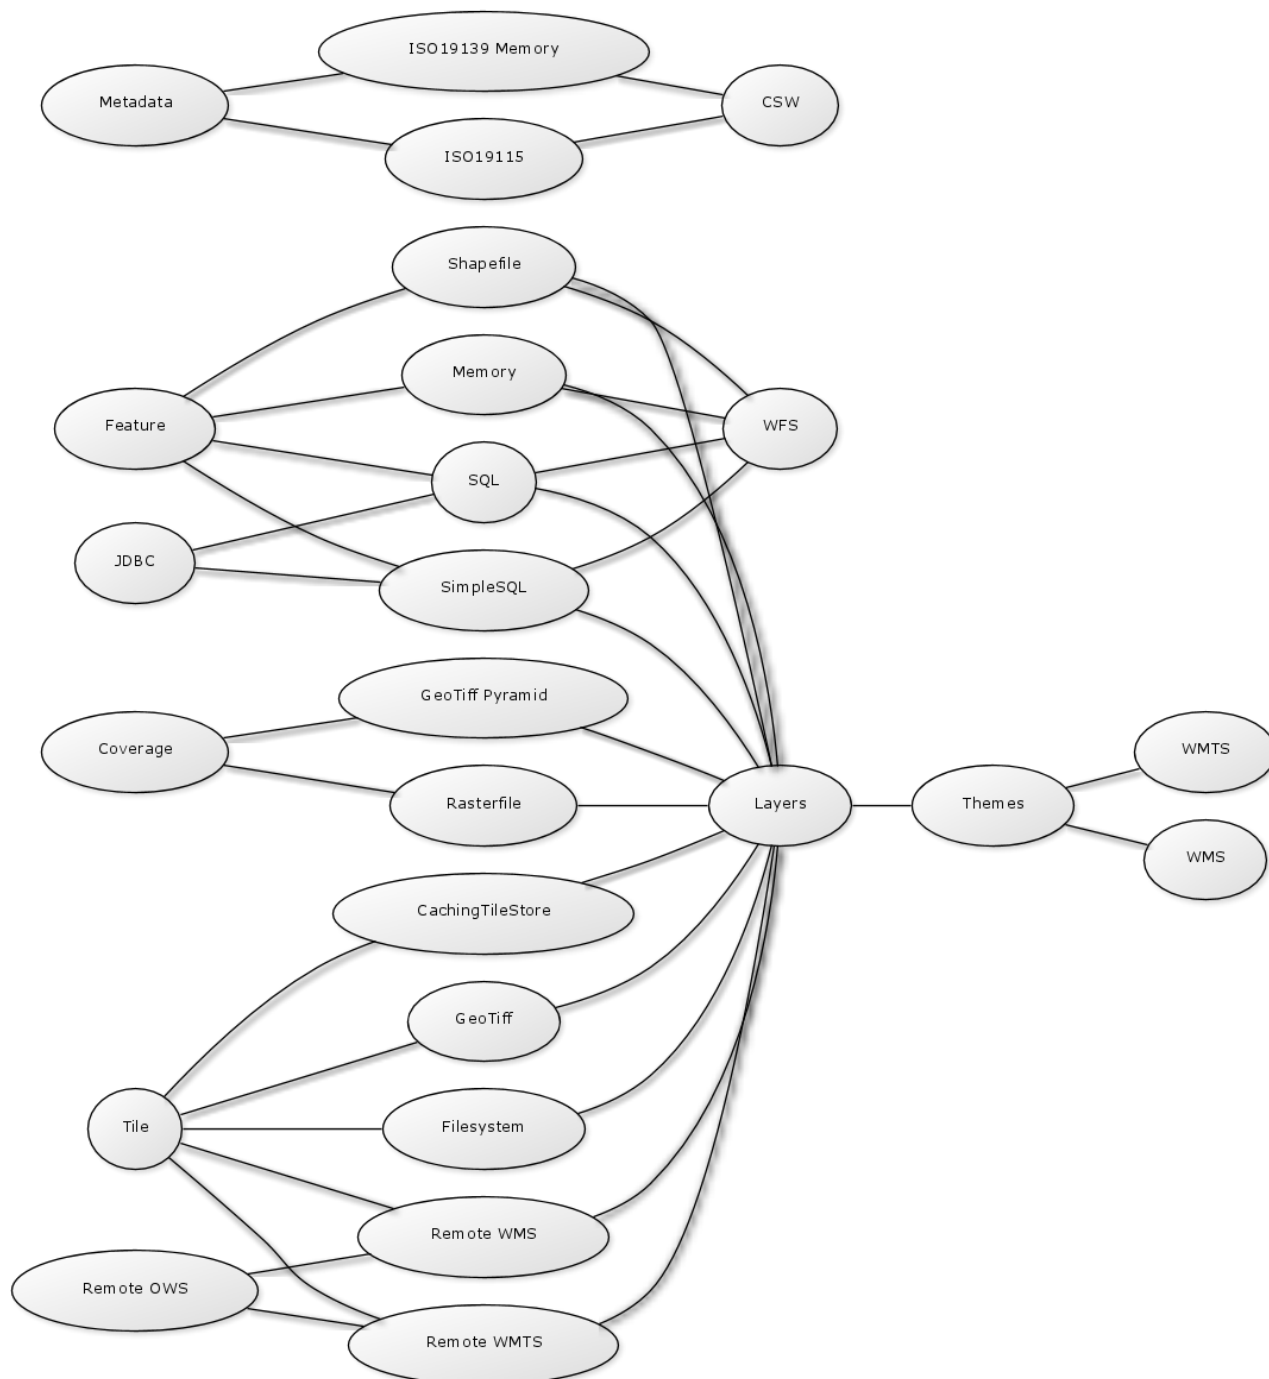 ISO19139 Memory
Metadata
CSW
ISO19115
Shapefile
Memory
Feature
WFS
SQL
JDBC
SimpleSQL
GeoTiff Pyramid
Coverage
WMTS
Rasterfile
Layers
Themes
WMS
CachingTileStore
GeoTiff
Tile
Filesystem
Remote WMS
Remote OWS
Remote WMTS